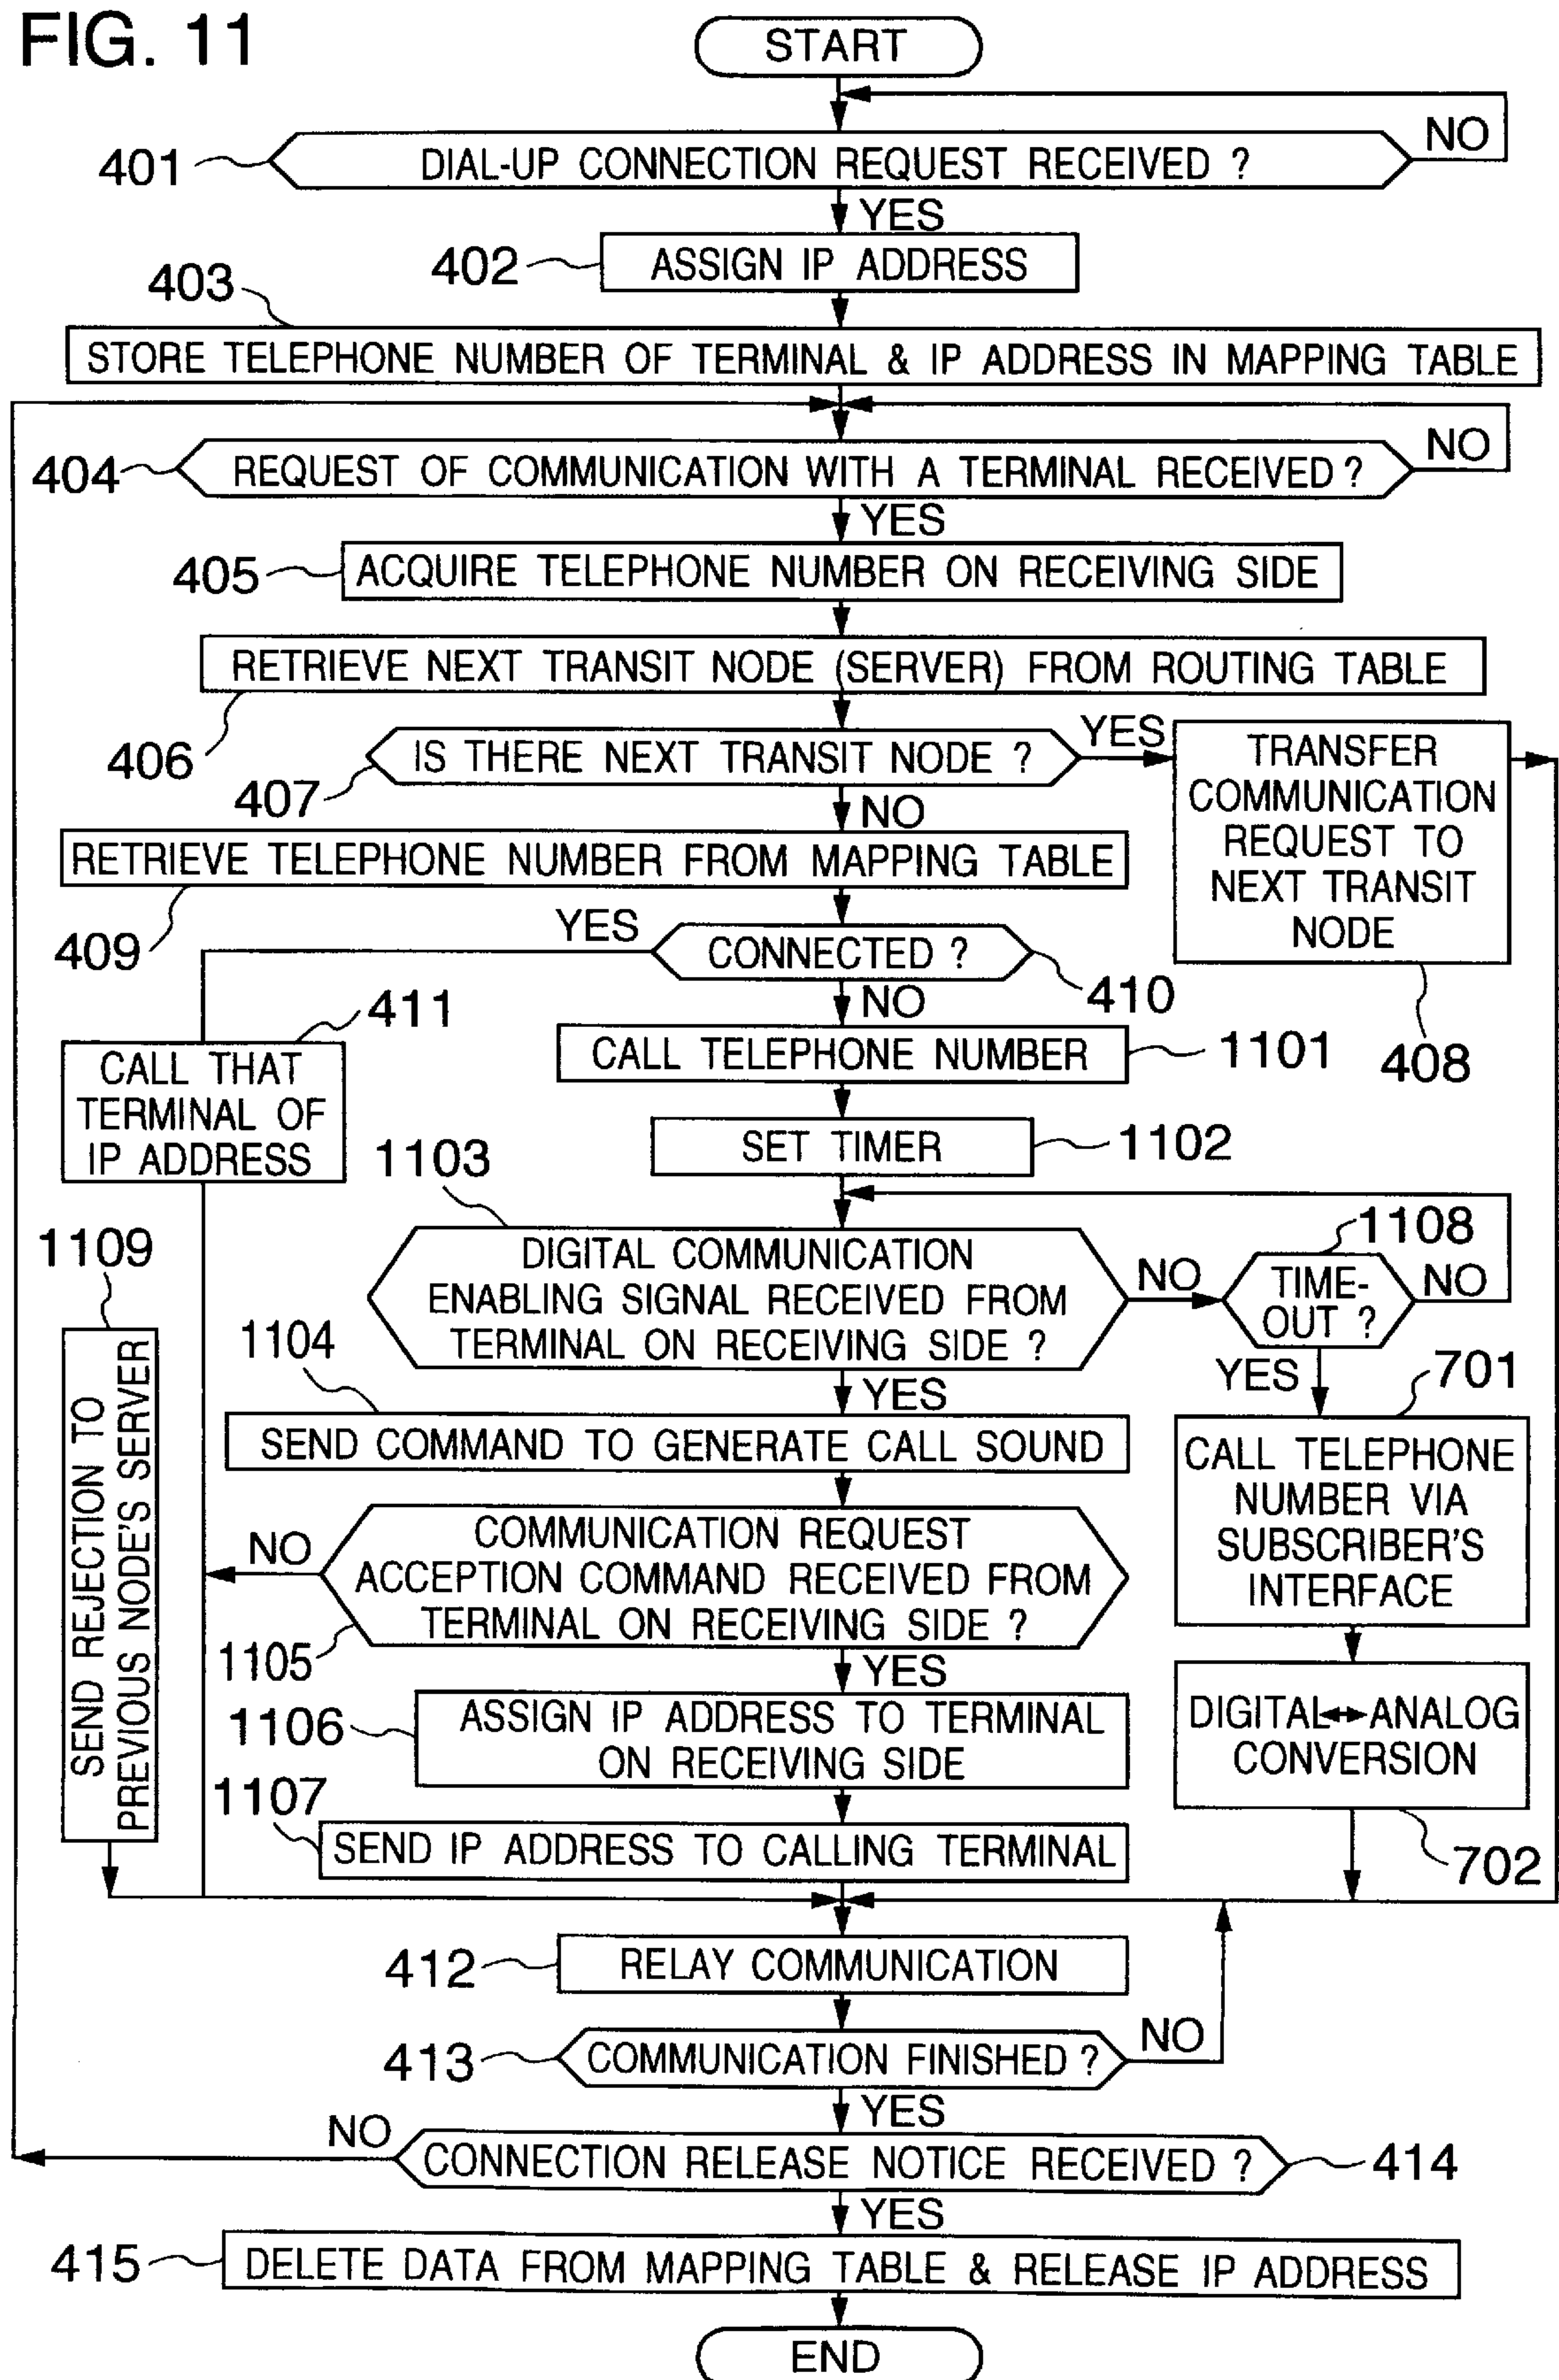 FIG. 11
START
401
DIAL-UP CONNECTION REQUEST RECEIVED ?
NO
YES
402
ASSIGN IP ADDRESS
403
STORE TELEPHONE NUMBER OF TERMINAL & IP ADDRESS IN MAPPING TABLE
404
REQUEST OF COMMUNICATION WITH A TERMINAL RECEIVED ?
NO
YES
405
ACQUIRE TELEPHONE NUMBER ON RECEIVING SIDE
RETRIEVE NEXT TRANSIT NODE (SERVER) FROM ROUTING TABLE
406
407
IS THERE NEXT TRANSIT NODE ?
YES
NO
TRANSFER
COMMUNICATION
REQUEST TO
NEXT TRANSIT
NODE
408
RETRIEVE TELEPHONE NUMBER FROM MAPPING TABLE
409
YES
CONNECTED ?
410
NO
411
CALL THAT
TERMINAL OF
IP ADDRESS
CALL TELEPHONE NUMBER
1101
SET TIMER
1102
1103
DIGITAL COMMUNICATION
ENABLING SIGNAL RECEIVED FROM
TERMINAL ON RECEIVING SIDE ?
NO
1108
TIME-
OUT ?
NO
YES
YES
1109
SEND REJECTION TO
PREVIOUS NODE'S SERVER
1104
SEND COMMAND TO GENERATE CALL SOUND
701
CALL TELEPHONE
NUMBER VIA
SUBSCRIBER'S
INTERFACE
NO
COMMUNICATION REQUEST
ACCEPTION COMMAND RECEIVED FROM
TERMINAL ON RECEIVING SIDE ?
1105
YES
1106
ASSIGN IP ADDRESS TO TERMINAL
ON RECEIVING SIDE
DIGITAL↔ANALOG
CONVERSION
702
1107
SEND IP ADDRESS TO CALLING TERMINAL
412
RELAY COMMUNICATION
413
COMMUNICATION FINISHED ?
NO
YES
NO
CONNECTION RELEASE NOTICE RECEIVED ?
414
YES
415
DELETE DATA FROM MAPPING TABLE & RELEASE IP ADDRESS
END